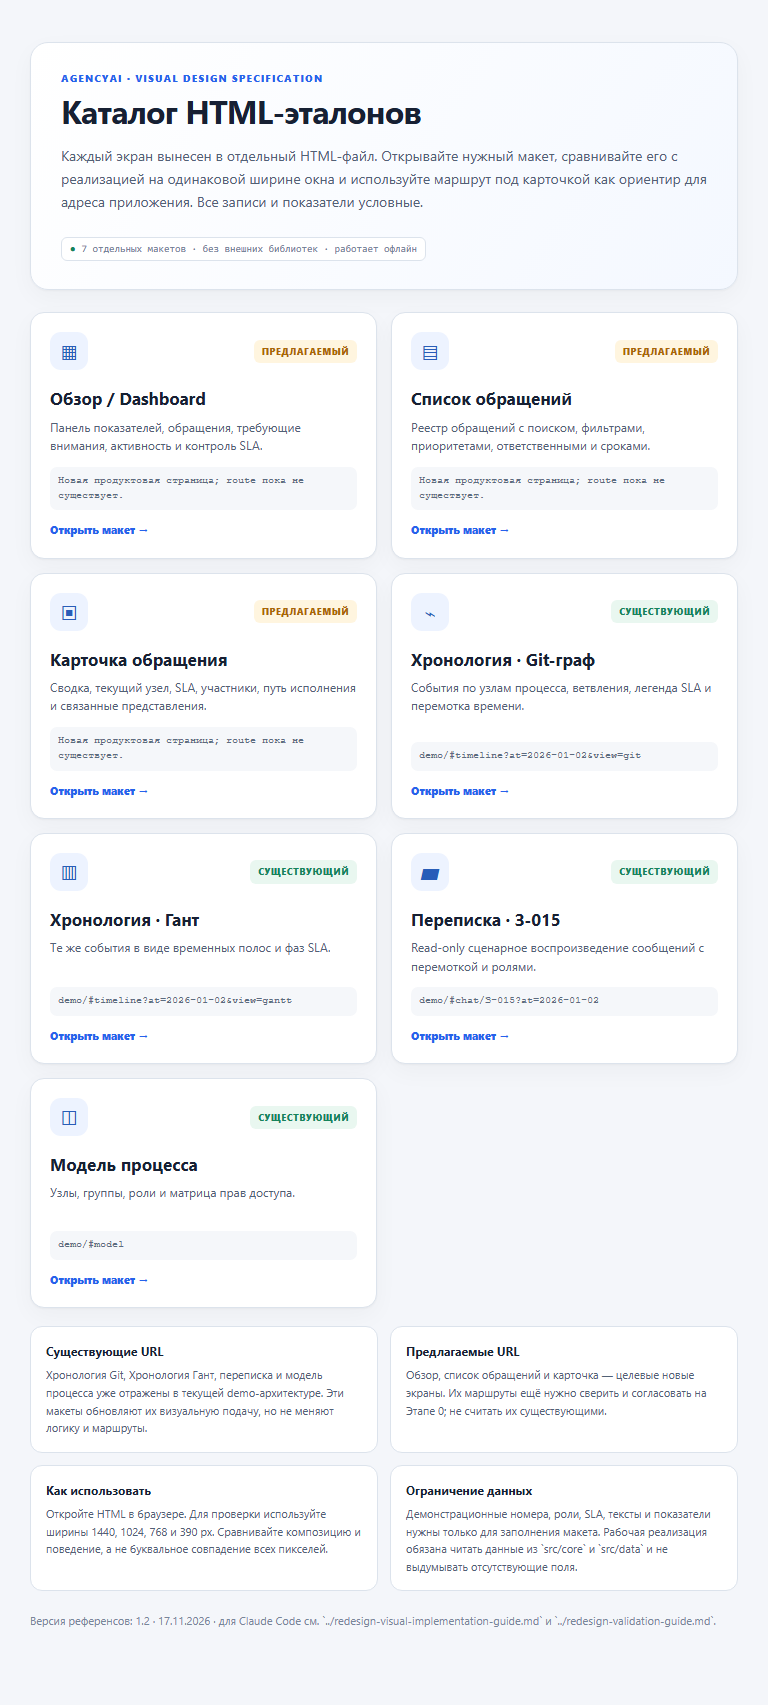 AGENCYAI · VISUAL DESIGN SPECIFICATION
Каталог HTML-эталонов
Каждый экран вынесен в отдельный HTML-файл. Открывайте нужный макет, сравнивайте его с
реализацией на одинаковой ширине окна и используйте маршрут под карточкой как ориентир для
адреса приложения. Все записи и показатели условные.
● 7 отдельных макетов · без внешних библиотек · работает офлайн
ПРЕДЛАГАЕМЫЙ
Обзор / Dashboard
Панель показателей, обращения, требующие
внимания, активность и контроль SLA.
Новая продуктовая страница; route пока не
существует.
Открыть макет →
ПРЕДЛАГАЕМЫЙ
Список обращений
Реестр обращений с поиском, фильтрами,
приоритетами, ответственными и сроками.
Новая продуктовая страница; route пока не
существует.
Открыть макет →
ПРЕДЛАГАЕМЫЙ
Карточка обращения
Сводка, текущий узел, SLA, участники, путь исполнения
и связанные представления.
Новая продуктовая страница; route пока не
существует.
Открыть макет →
СУЩЕСТВУЮЩИЙ
Хронология · Git-граф
События по узлам процесса, ветвления, легенда SLA и
перемотка времени.
demo/#timeline?at=2026-01-02&view=git
Открыть макет →
СУЩЕСТВУЮЩИЙ
Хронология · Гант
Те же события в виде временных полос и фаз SLA.
demo/#timeline?at=2026-01-02&view=gantt
Открыть макет →
СУЩЕСТВУЮЩИЙ
Переписка · З-015
Read-only сценарное воспроизведение сообщений с
перемоткой и ролями.
demo/#chat/З-015?at=2026-01-02
Открыть макет →
СУЩЕСТВУЮЩИЙ
Модель процесса
Узлы, группы, роли и матрица прав доступа.
demo/#model
Открыть макет →
Существующие URL
Хронология Git, Хронология Гант, переписка и модель
процесса уже отражены в текущей demo-архитектуре. Эти
макеты обновляют их визуальную подачу, но не меняют
логику и маршруты.
Предлагаемые URL
Обзор, список обращений и карточка — целевые новые
экраны. Их маршруты ещё нужно сверить и согласовать на
Этапе 0; не считать их существующими.
Как использовать
Откройте HTML в браузере. Для проверки используйте
ширины 1440, 1024, 768 и 390 px. Сравнивайте композицию и
поведение, а не буквальное совпадение всех пикселей.
Ограничение данных
Демонстрационные номера, роли, SLA, тексты и показатели
нужны только для заполнения макета. Рабочая реализация
обязана читать данные из `src/core` и `src/data` и не
выдумывать отсутствующие поля.
Версия референсов: 1.2 · 17.11.2026 · для Claude Code см. `../redesign-visual-implementation-guide.md` и `../redesign-validation-guide.md`.